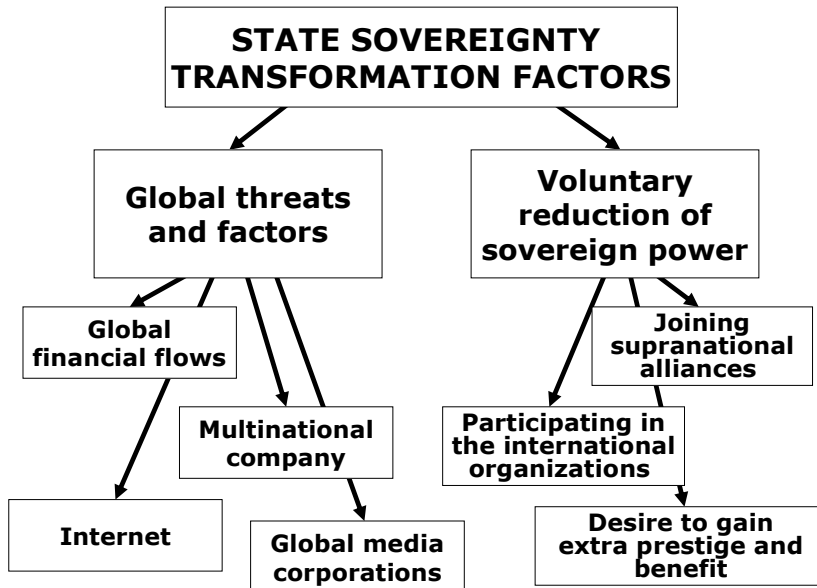 STATE SOVEREIGNTY
TRANSFORMATION FACTORS
Global threats
and factors
Voluntary
reduction of
sovereign power
Global
financial flows
Joining
supranational
alliances
Multinational
company
Participating in
the international
organizations
Internet
Global media
corporations
Desire to gain
extra prestige and
benefit